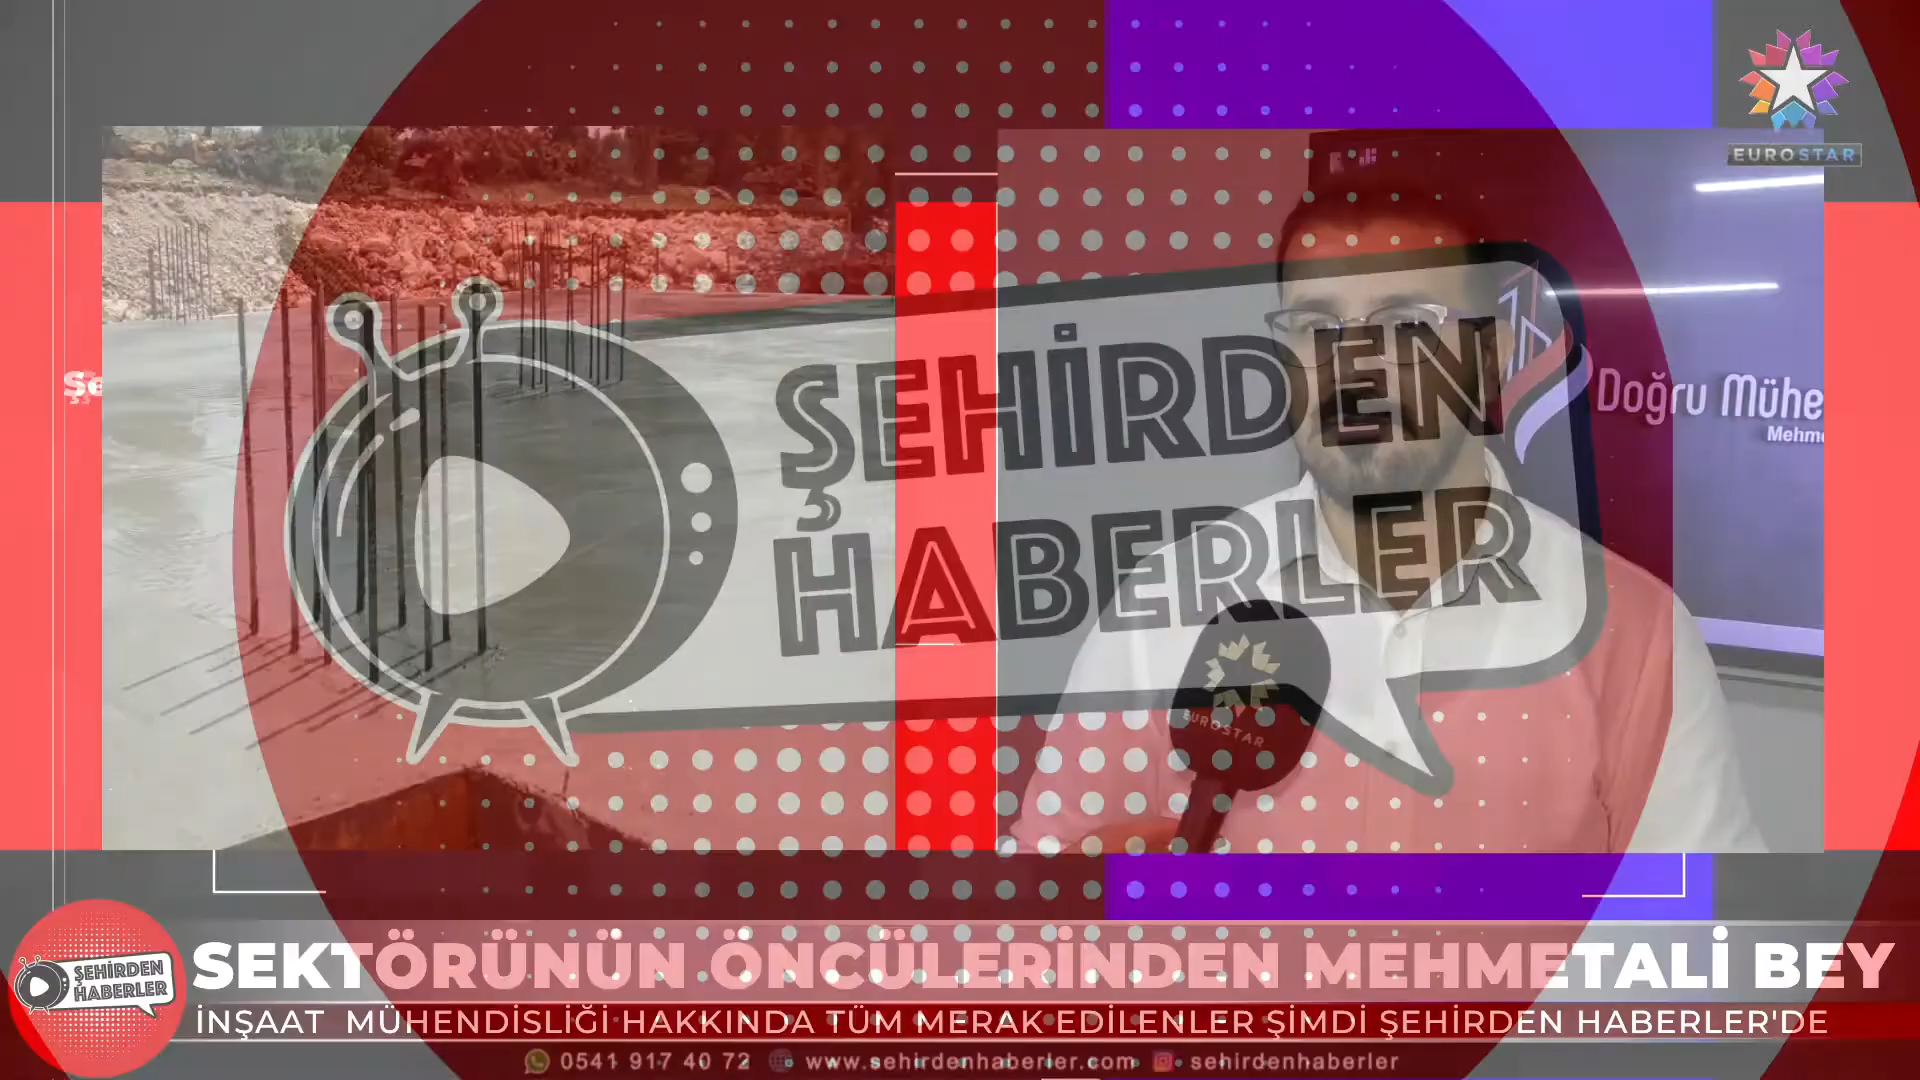 EUROSTAR
Şe
ŞEHİRDEN
HABERLER
Doğru Mühe
Mehm
EUROSTAR
SEKTÖRÜNÜN ÖNCÜLERİNDEN MEHMETALİ BEY
ŞEHİRDEN
HABERLER
İNŞAAT MÜHENDİSLİĞİ HAKKINDA TÜM MERAK EDİLENLER ŞİMDİ ŞEHİRDEN HABERLER'DE
0541 917 40 72 www.sehirdenhaberler.com sehirdenhaberler